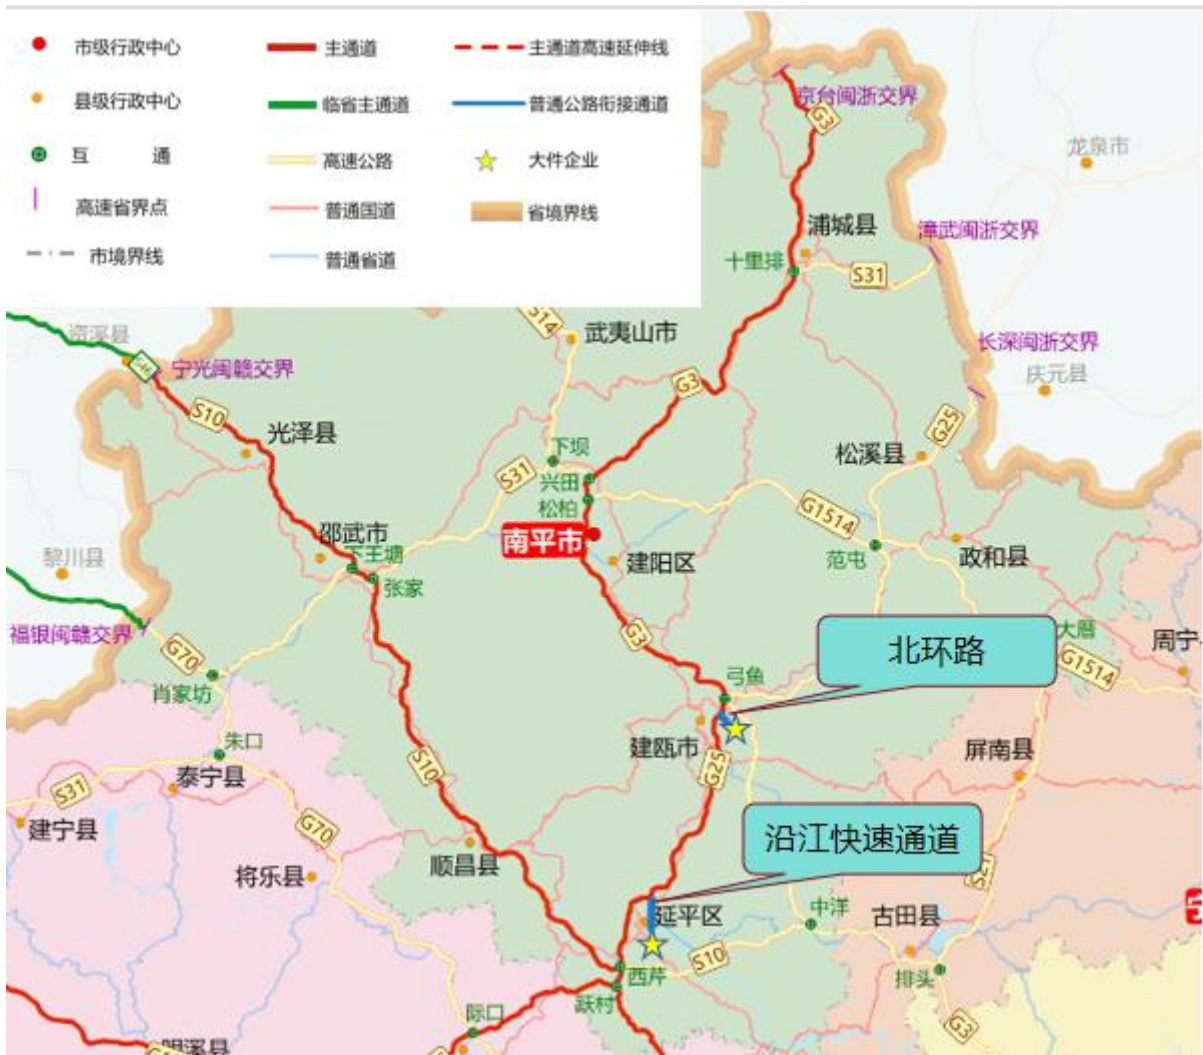 市级行政中心
主通道
主通道高速延伸线
县级行政中心
临省主通道
普通公路衔接通道
互 通
高速公路
大件企业
高速省界点
普通国道
省境界线
市境界线
普通省道
京台闽浙交界
G3
龙泉市
浦城县
漳武闽浙交界
十里排
S31
资溪县
1514
武夷山市
长深闽浙交界
宁光闽赣交界
G3
庆元县
S10
光泽县
G25
下坝
松溪县
S31
兴田
松柏
G1514
邵武市
南平市
范屯
政和县
黎川县
下王塘
建阳区
张家
福银闽赣交界
G3
大厝
周宁
G70
北环路
G1514
肖家坊
弓鱼
朱口
建瓯市
屏南县
S10
G25
泰宁县
S31
建宁县
G70
沿江快速通道
顺昌县
将乐县
S21
中洋
延平区
古田县
S10
西芹
排头
跃村
际口
G3
明溪县